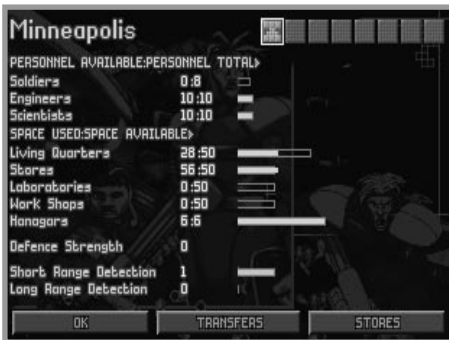 Minneapolis
PERSONNEL AVAILABLE:PERSONNEL TOTAL>
Soldiers 0:8
Engineers 10:10
Scientists 10:10
SPACE USED:SPACE AVAILABLE>
Living Quarters 28:50
Stores 56:50
Laboratories 0:50
Work Shops 0:50
Hanagars 6:6
Defence Strength 0
Short Range Detection 1
Long Range Detection 0
OK TRANSFERS STORES